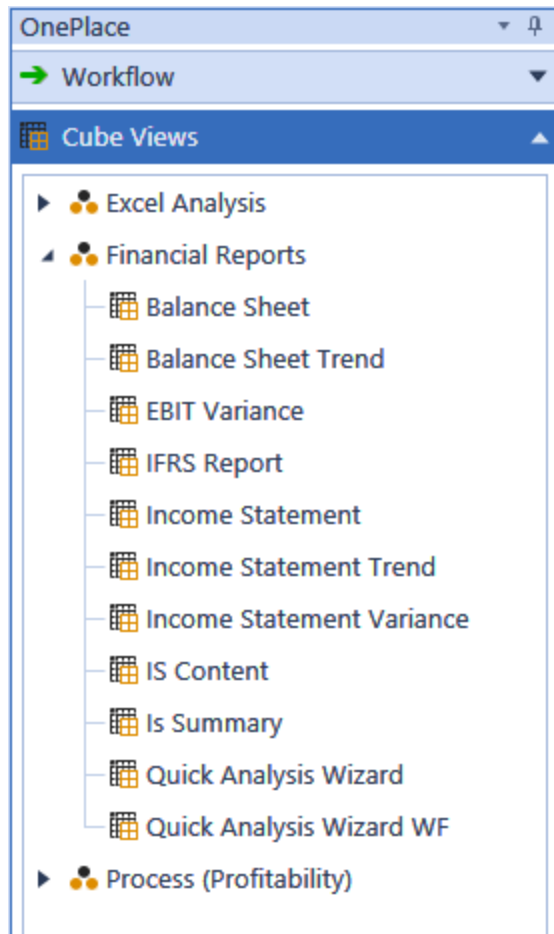 OnePlace
Workflow
Cube Views
Excel Analysis
Financial Reports
Balance Sheet
Balance Sheet Trend
EBIT Variance
IFRS Report
Income Statement
Income Statement Trend
Income Statement Variance
IS Content
Is Summary
Quick Analysis Wizard
Quick Analysis Wizard WF
Process (Profitability)